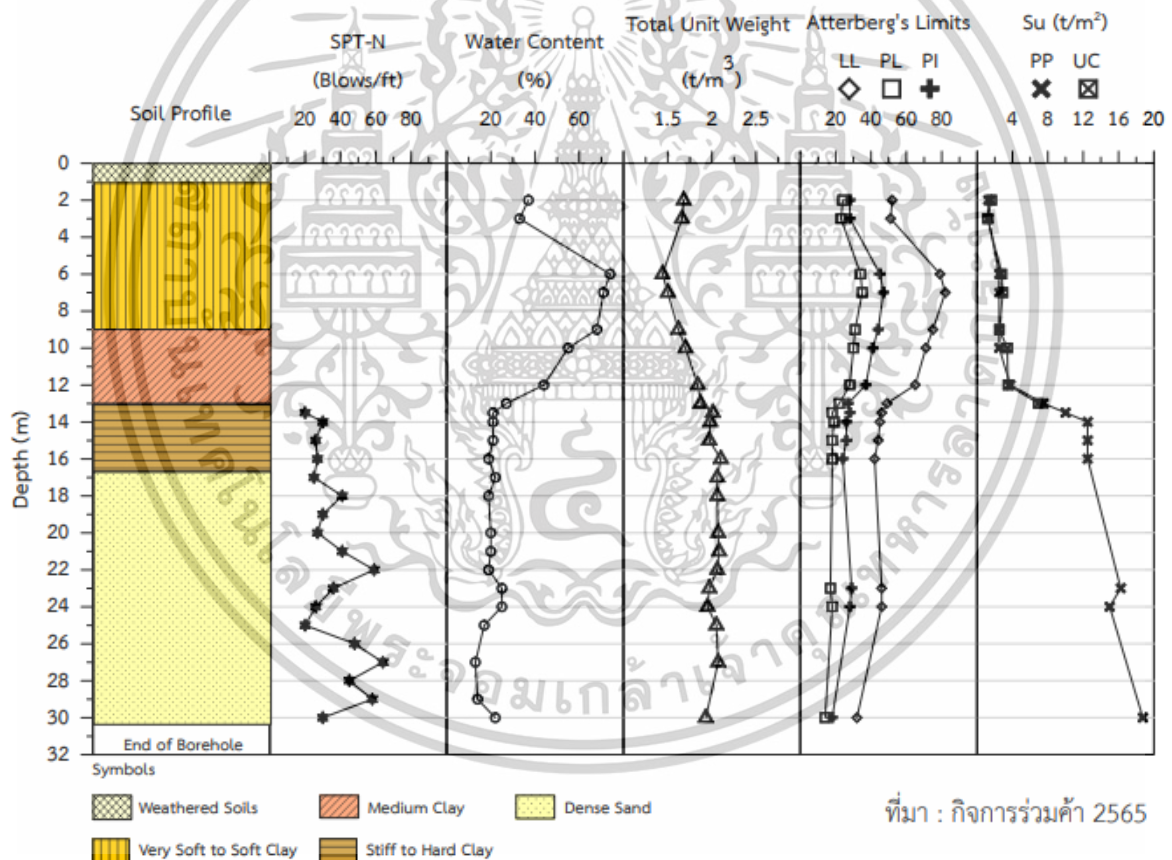 SPT-N
(Blows/ft)
Water Content
(%)
Total Unit Weight
(t/m3)
Atterberg's Limits
LL PL PI
Su (t/m²)
PP UC
Soil Profile
20 40 60 80
20 40 60
1.5 2 2.5
20 40 60 80
4 8 12 16 20
Depth (m)
0
2
4
6
8
10
12
14
16
18
20
22
24
26
28
30
32
End of Borehole
Symbols
Weathered Soils
Medium Clay
Dense Sand
Very Soft to Soft Clay
Stiff to Hard Clay
ที่มา : กิจการร่วมค้า 2565